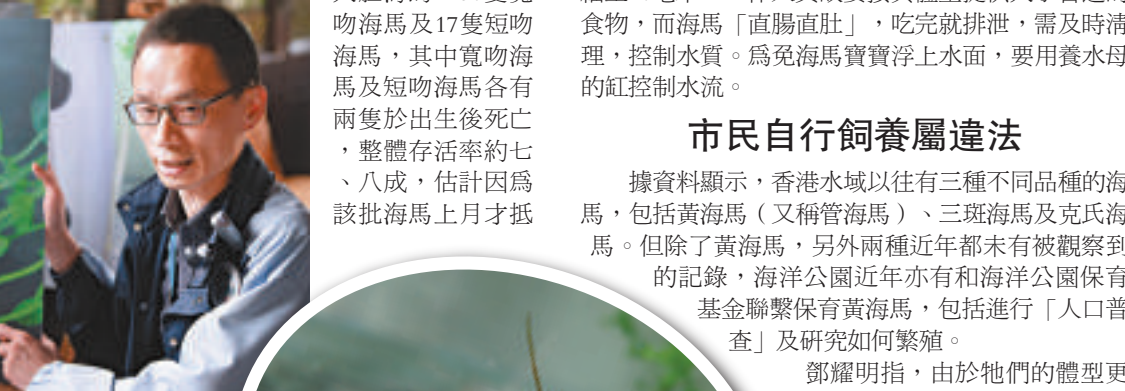 吻海馬及17隻短吻
海馬，其中寬吻海
馬及短吻海馬各有
兩隻於出生後死亡
，整體存活率約七
、八成，估計因爲
該批海馬上月才抵
食物，而海馬「直腸直肚」，吃完就排泄，需及時清
理，控制水質。爲免海馬寶寶浮上水面，要用養水母
的缸控制水流。
市民自行飼養屬違法
據資料顯示，香港水域以往有三種不同品種的海
馬，包括黃海馬（又稱管海馬）、三斑海馬及克氏海
馬。但除了黃海馬，另外兩種近年都未有被觀察到
的記錄，海洋公園近年亦有和海洋公園保育
基金聯繫保育黃海馬，包括進行「人口普
查」及研究如何繁殖。
鄧耀明指，由於牠們的體型更